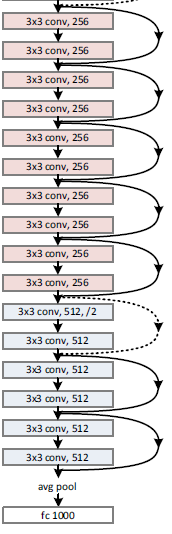 3x3 conv, 256
3x3 conv, 256
3x3 conv, 256
3x3 conv, 256
3x3 conv, 256
3x3 conv, 256
3x3 conv, 256
3x3 conv, 256
3x3 conv, 256
3x3 conv, 256
3x3 conv, 512, /2
3x3 conv, 512
3x3 conv, 512
3x3 conv, 512
3x3 conv, 512
3x3 conv, 512
avg pool
fc 1000